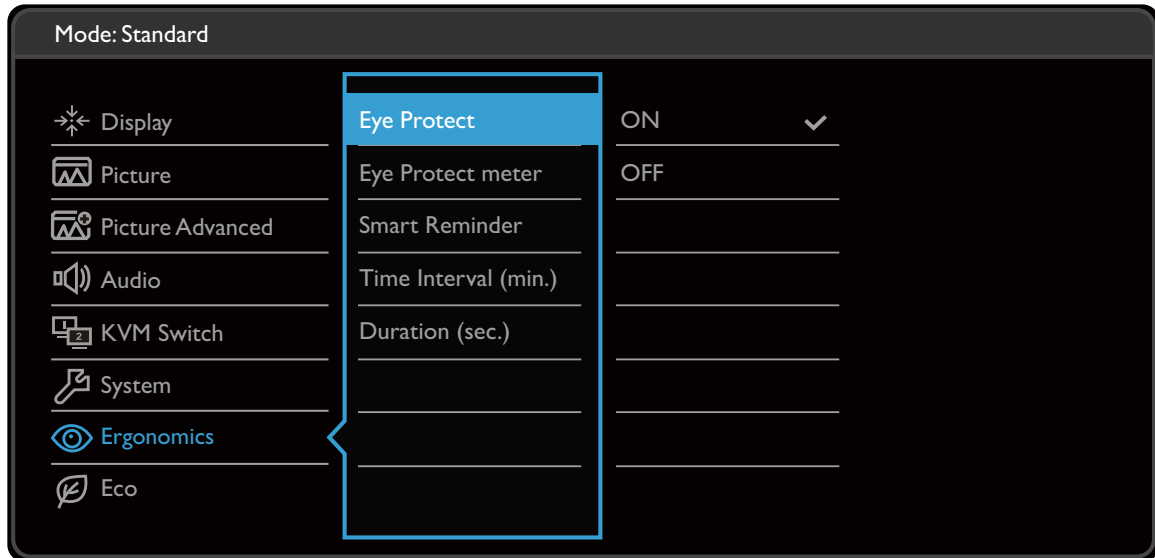 Mode: Standard
Display
Picture
Picture Advanced
Audio
2
KVM Switch
System
Ergonomics
Eco
Eye Protect
Eye Protect meter
Smart Reminder
Time Interval (min.)
Duration (sec.)
ON
OFF